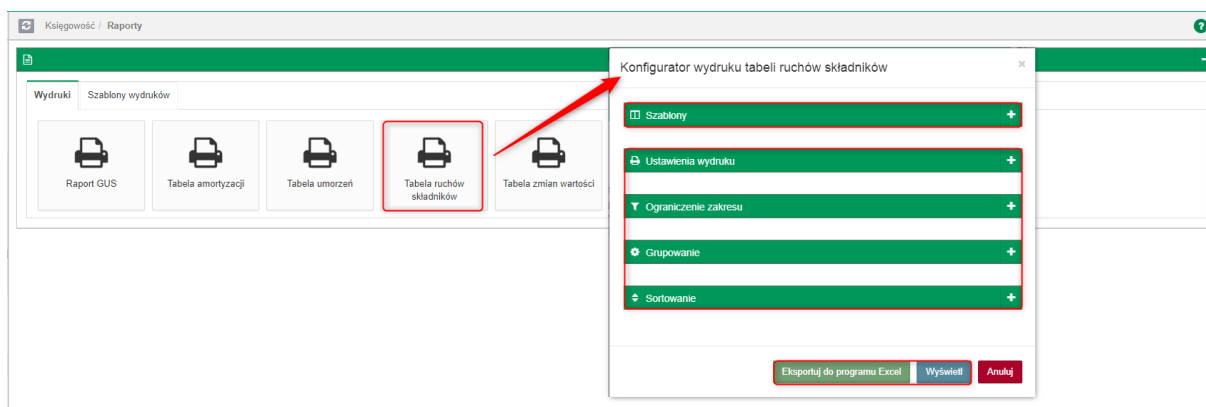 Księgowość / Raporty
Wydruki
Szablony wydruków
Raport GUS
Tabela amortyzacji
Tabela umorzeń
Tabela ruchów
składników
Tabela zmian wartości
Konfigurator wydruku tabeli ruchów składników
Szablony
Ustawienia wydruku
Ograniczenie zakresu
Grupowanie
Sortowanie
Eksportuj do programu Excel
Wyświetl
Anuluj